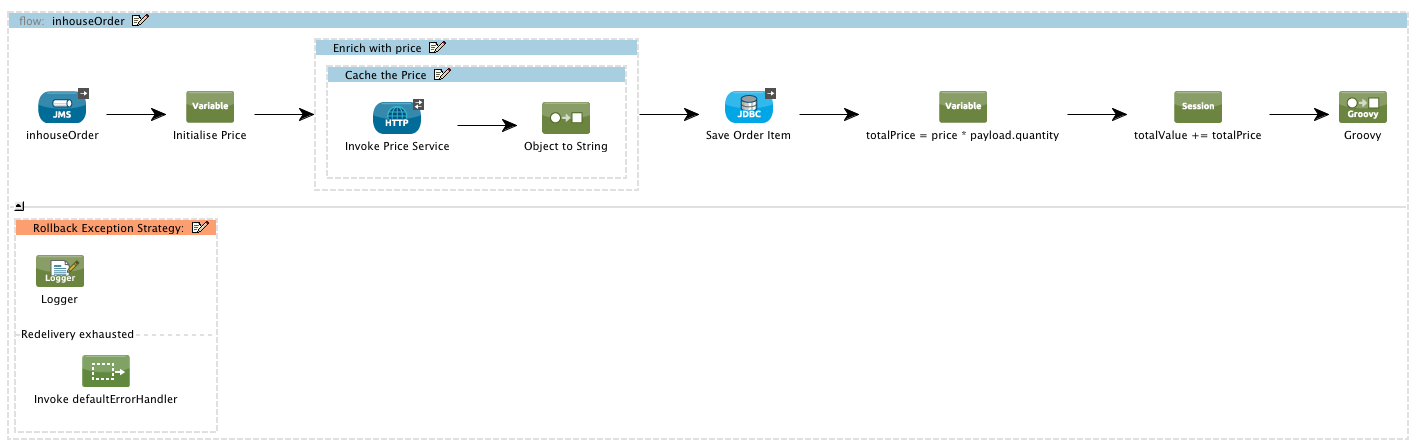 flow: inhouseOrder
Enrich with price
Cache the Price
JMS
inhouseOrder
Variable
Initialise Price
HTTP
Invoke Price Service
Object to String
JDBC
Save Order Item
Variable
totalPrice = price * payload.quantity
Session
totalValue += totalPrice
Groovy
Groovy
Rollback Exception Strategy:
Logger
Logger
Redelivery exhausted
Invoke defaultErrorHandler